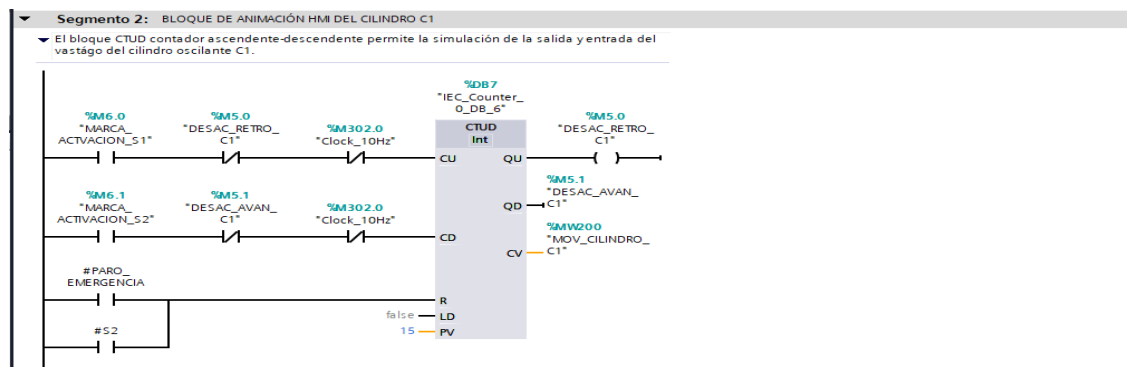 Segmento 2: BLOQUE DE ANIMACIÓN HMI DEL CILINDRO C1
El bloque CTUD contador ascendente-descendente permite la simulación de la salida y entrada del
vastágo del cilindro oscilante C1.
%DB7
"IEC_Counter_
0_DB_6"
%M6.0
"MARCA_
ACTVACION_S1"
%M5.0
"DESAC_RETRO_
C1"
%M302.0
"Clock_10Hz"
CTUD
Int
%M5.0
"DESAC_RETRO_
C1"
CU
QU
%M6.1
"MARCA_
ACTIVACION_S2"
%M5.1
"DESAC_AVAN_
C1"
%M302.0
"Clock_10Hz"
%M5.1
"DESAC_AVAN_
C1"
QD
CD
%MW200
"MOV_CILINDRO_
C1"
CV
#PARO_
EMERGENCIA
R
false
LD
#S2
15
PV